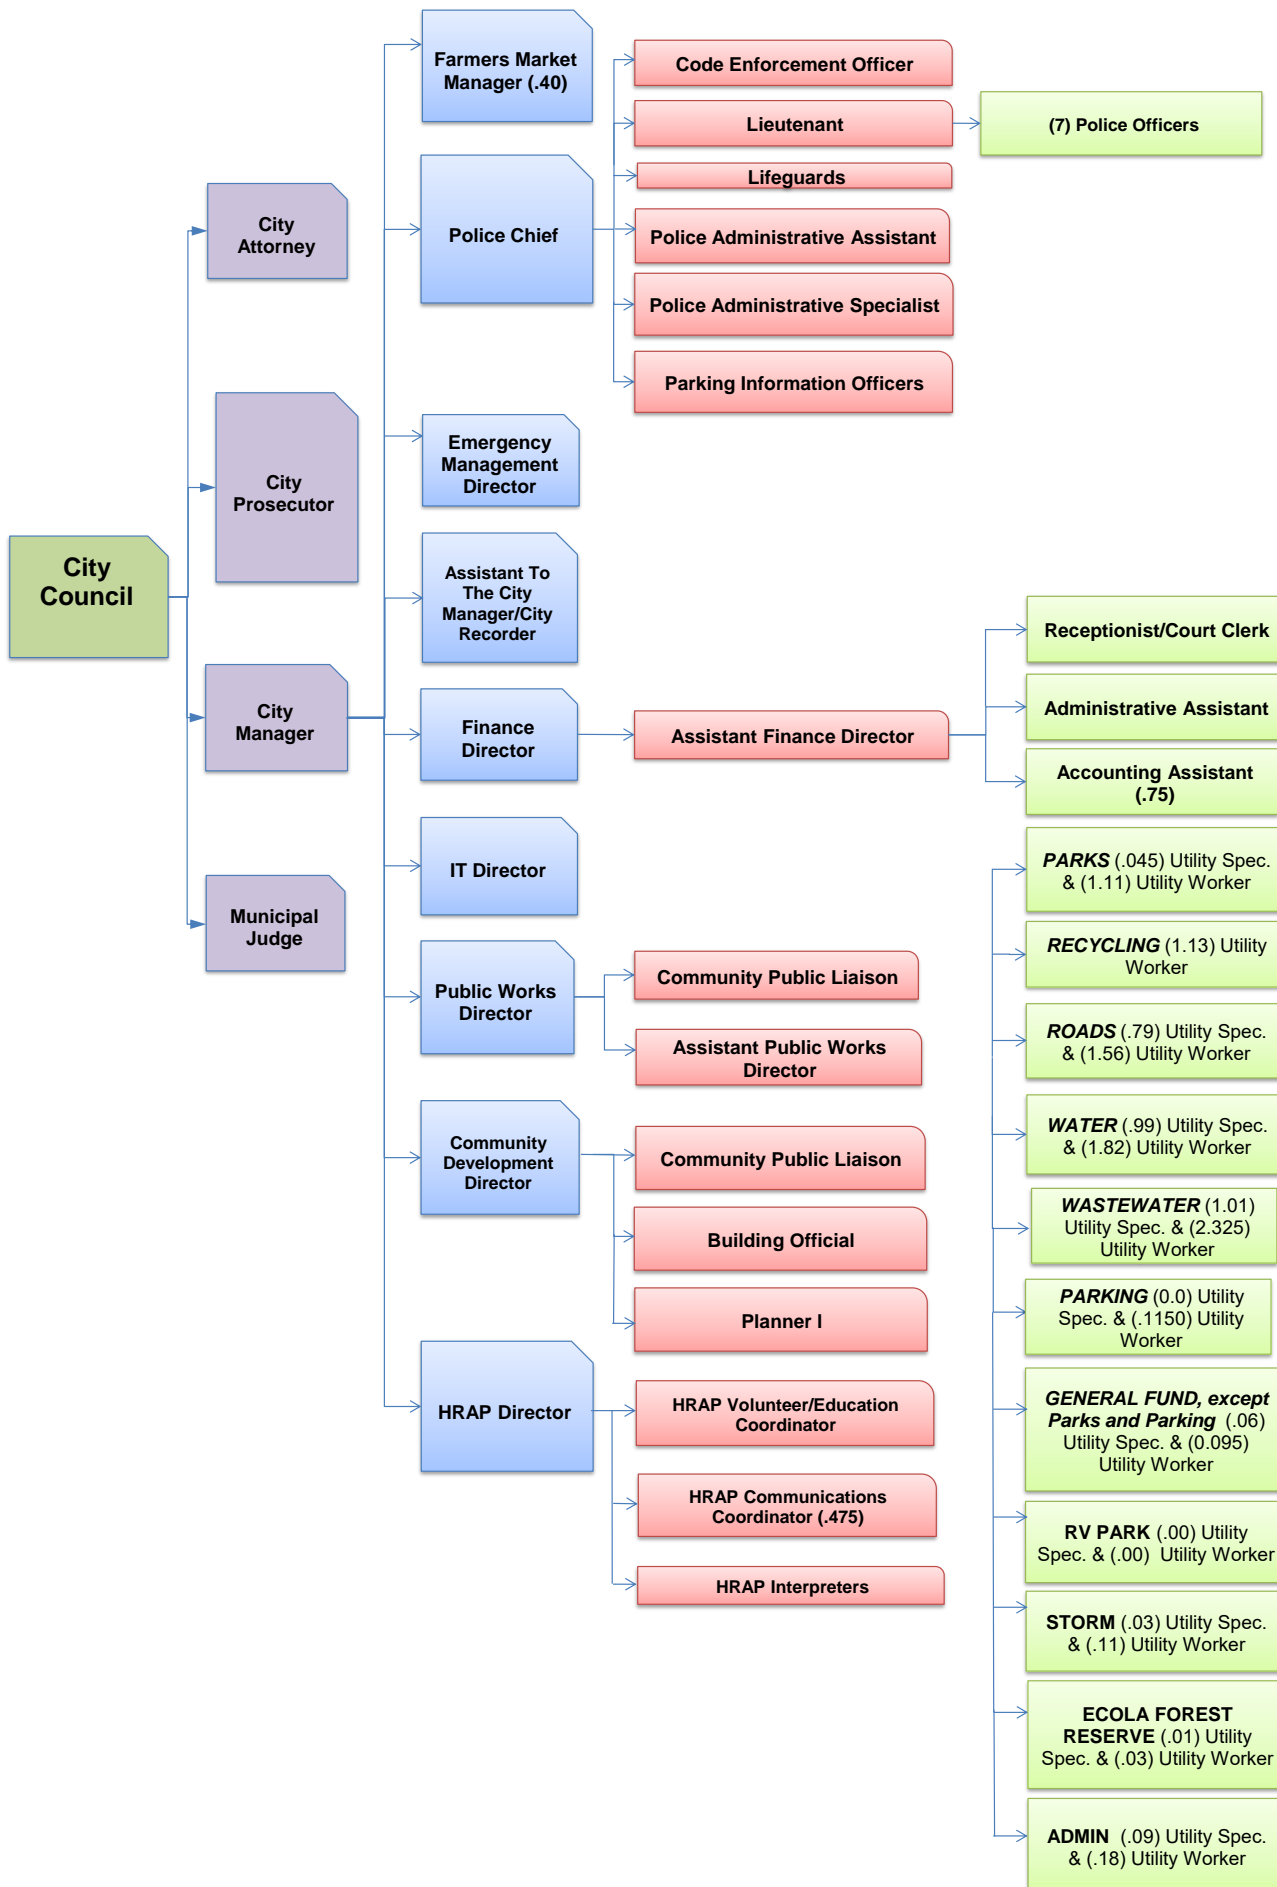 City
Council
City
Attorney
City
Prosecutor
City
Manager
Municipal
Judge
Farmers Market
Manager (.40)
Police Chief
Emergency
Management
Director
Assistant To
The City
Manager/City
Recorder
Finance
Director
IT Director
Public Works
Director
Community
Development
Director
HRAP Director
Code Enforcement Officer
Lieutenant
Lifeguards
Police Administrative Assistant
Police Administrative Specialist
Parking Information Officers
Assistant Finance Director
Community Public Liaison
Assistant Public Works
Director
Community Public Liaison
Building Official
Planner I
HRAP Volunteer/Education
Coordinator
HRAP Communications
Coordinator (.475)
HRAP Interpreters
(7) Police Officers
Receptionist/Court Clerk
Administrative Assistant
Accounting Assistant
(.75)
PARKS (.045) Utility Spec.
& (1.11) Utility Worker
RECYCLING (1.13) Utility
Worker
ROADS (.79) Utility Spec.
& (1.56) Utility Worker
WATER (.99) Utility Spec.
& (1.82) Utility Worker
WASTEWATER (1.01)
Utility Spec. & (2.325)
Utility Worker
PARKING (0.0) Utility
Spec. & (.1150) Utility
Worker
GENERAL FUND, except
Parks and Parking (.06)
Utility Spec. & (0.095)
Utility Worker
RV PARK (.00) Utility
Spec. & (.00) Utility Worker
STORM (.03) Utility Spec.
& (.11) Utility Worker
ECOLA FOREST
RESERVE (.01) Utility
Spec. & (.03) Utility Worker
ADMIN (.09) Utility Spec.
& (.18) Utility Worker